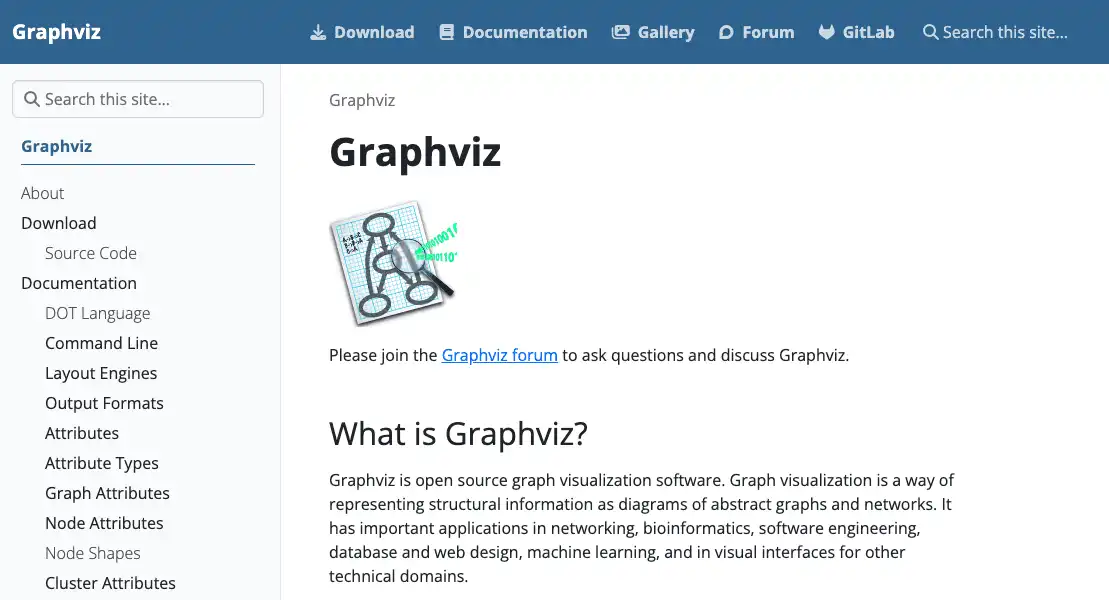 Graphviz
Download
Documentation
Gallery
Forum
GitLab
Search this site...
Search this site...
Graphviz
About
Download
Source Code
Documentation
DOT Language
Command Line
Layout Engines
Output Formats
Attributes
Attribute Types
Graph Attributes
Node Attributes
Node Shapes
Cluster Attributes
Graphviz
Graphviz
Please join the Graphviz forum to ask questions and discuss Graphviz.
What is Graphviz?
Graphviz is open source graph visualization software. Graph visualization is a way of
representing structural information as diagrams of abstract graphs and networks. It
has important applications in networking, bioinformatics, software engineering,
database and web design, machine learning, and in visual interfaces for other
technical domains.